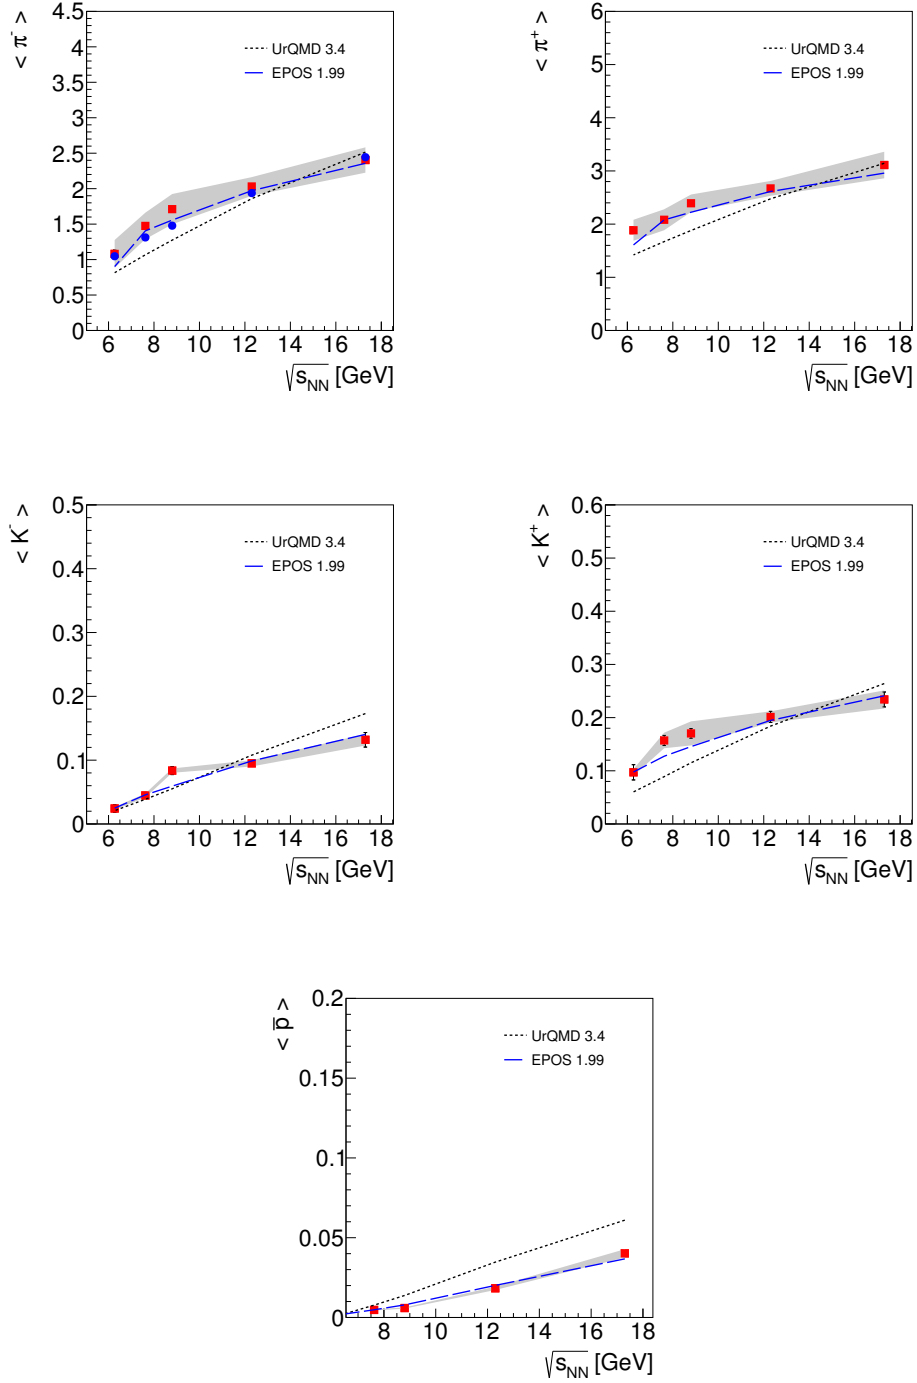 < π⁻ >
4.5
4
3.5
3
2.5
2
1.5
1
0.5
0
UrQMD 3.4
EPOS 1.99
6 8 10 12 14 16 18
√s_NN [GeV]
< π⁺ >
6
5
4
3
2
1
0
UrQMD 3.4
EPOS 1.99
6 8 10 12 14 16 18
√s_NN [GeV]
< K⁻ >
0.5
0.4
0.3
0.2
0.1
0
UrQMD 3.4
EPOS 1.99
6 8 10 12 14 16 18
√s_NN [GeV]
< K⁺ >
0.6
0.5
0.4
0.3
0.2
0.1
0
UrQMD 3.4
EPOS 1.99
6 8 10 12 14 16 18
√s_NN [GeV]
< p̅ >
0.2
0.15
0.1
0.05
0
UrQMD 3.4
EPOS 1.99
8 10 12 14 16 18
√s_NN [GeV]